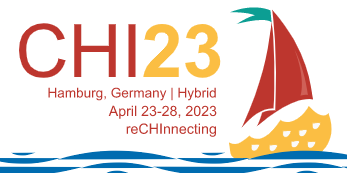 CHI23
Hamburg, Germany | Hybrid
April 23-28, 2023
reCHInnecting